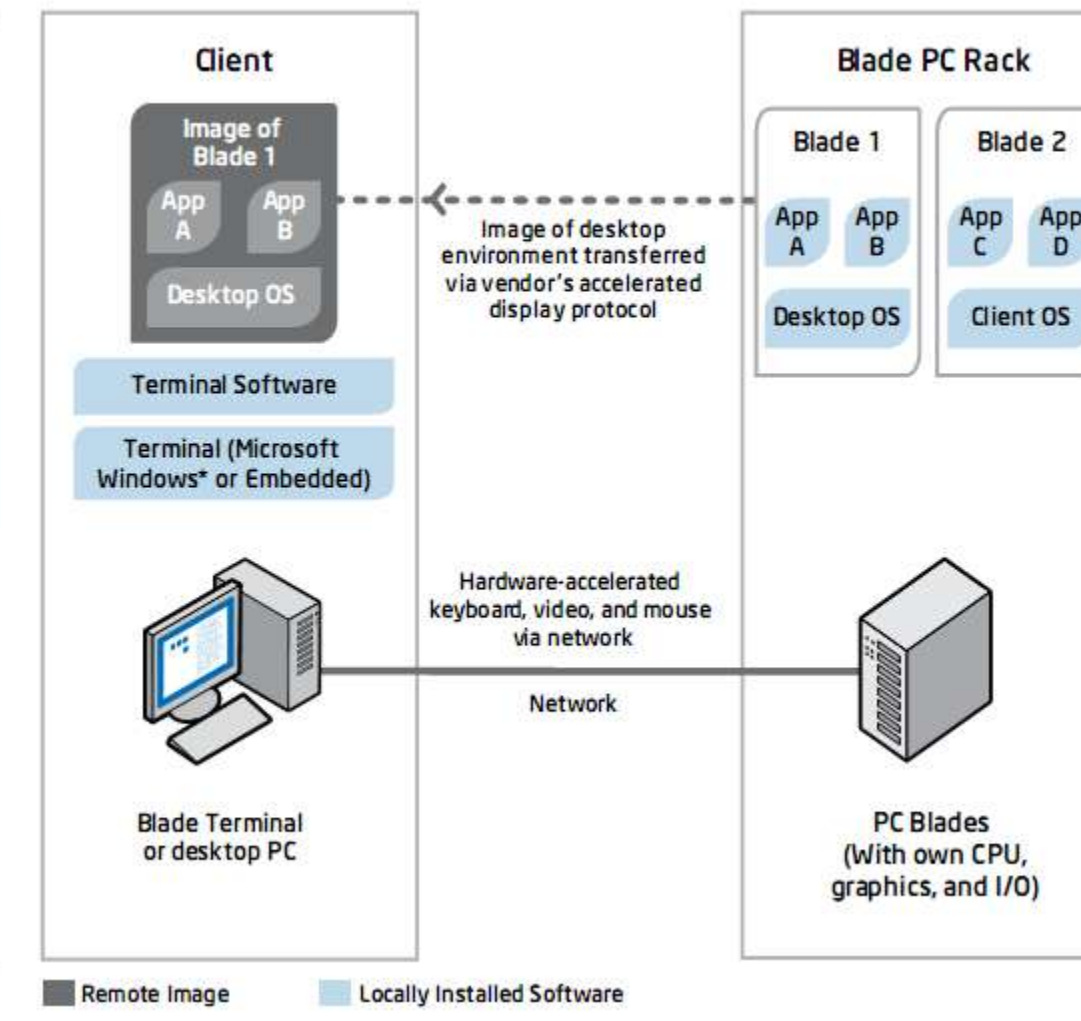 Client
Image of
Blade 1
App
A
App
B
Desktop OS
Terminal Software
Terminal (Microsoft
Windows* or Embedded)
Image of desktop
environment transferred
via vendor's accelerated
display protocol
Blade PC Rack
Blade 1
App
A
App
B
Desktop OS
Blade 2
App
C
App
D
Client OS
Hardware-accelerated
keyboard, video, and mouse
via network
Network
Blade Terminal
or desktop PC
PC Blades
(With own CPU,
graphics, and I/O)
Remote Image
Locally Installed Software